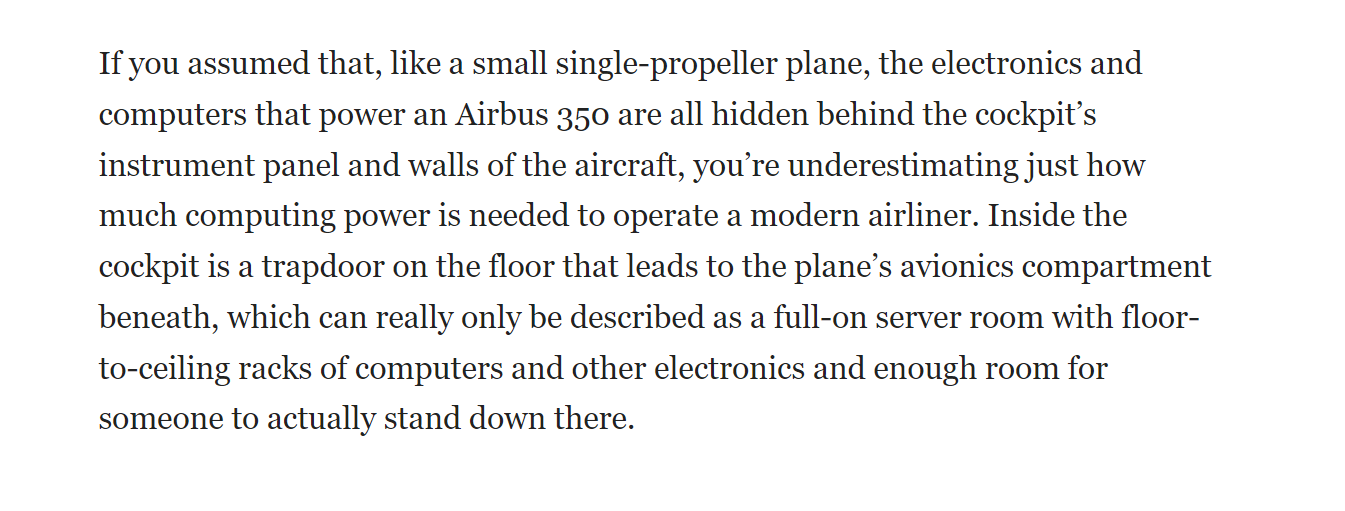 If you assumed that, like a small single-propeller plane, the electronics and
computers that power an Airbus 350 are all hidden behind the cockpit’s
instrument panel and walls of the aircraft, you’re underestimating just how
much computing power is needed to operate a modern airliner. Inside the
cockpit is a trapdoor on the floor that leads to the plane’s avionics compartment
beneath, which can really only be described as a full-on server room with floor-
to-ceiling racks of computers and other electronics and enough room for
someone to actually stand down there.